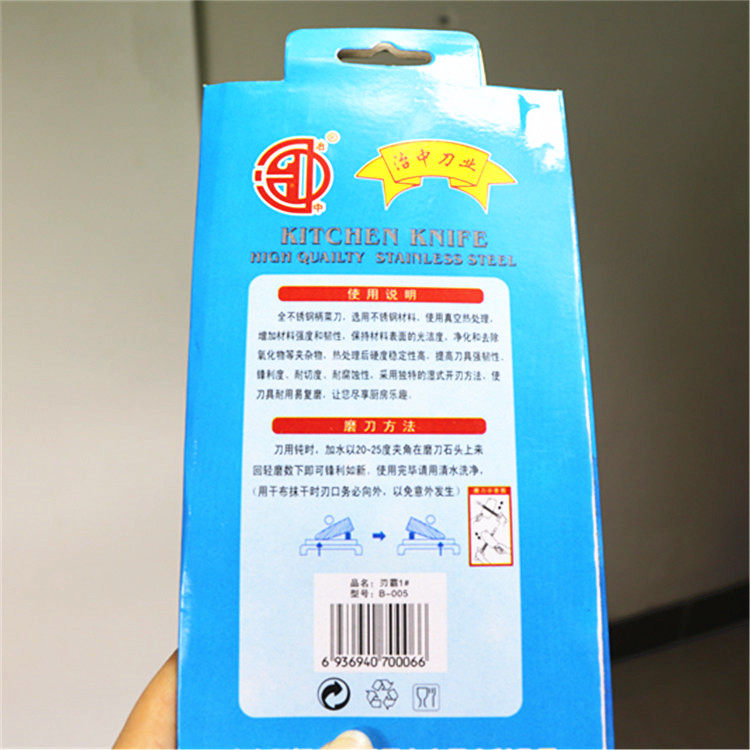 冶
®
中
冶中刀业
KITCHEN KNIFE
HIGH QUAILTY STAINLESS STEEL
使用说明
全不锈钢柄菜刀，选用不锈钢材料，使用真空热处理，
增加材料强度和韧性，保持材料表面的光洁度，净化和去除
氧化物等夹杂物，热处理后硬度稳定性高，提高刀具强韧性、
锋利度、耐切度、耐腐蚀性，采用独特的湿式开刃方法，使
刀具耐用易复磨，让您尽享厨房乐趣。
磨刀方法
刀用钝时，加水以20~25度夹角在磨刀石头上来
回轻磨数下即可锋利如新，使用完毕请用清水洗净，
（用干布抹干时刃口务必向外，以免意外发生）
品名：刃霸1#
型号：B-005
6 936940 700066